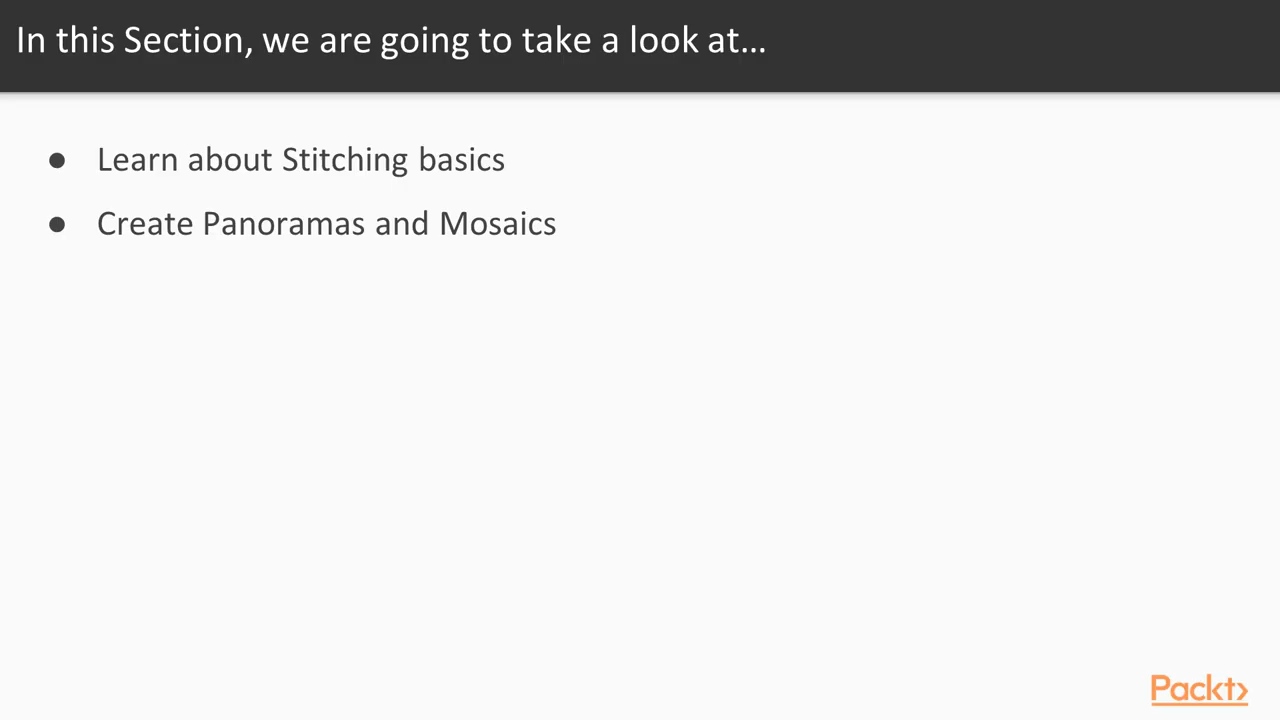 In this Section, we are going to take a look at...
● Learn about Stitching basics
● Create Panoramas and Mosaics
Packt>